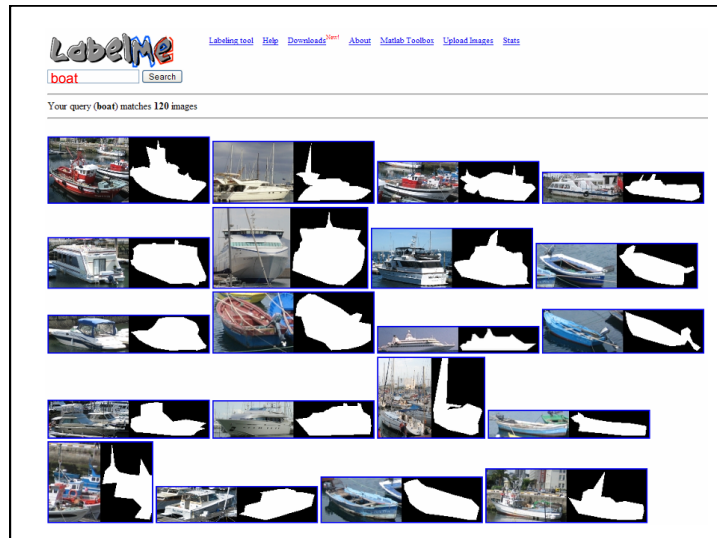 LabelMe
Labeling tool Help Downloads New! About Matlab Toolbox Upload Images Stats
boat Search
Your query (boat) matches 120 images